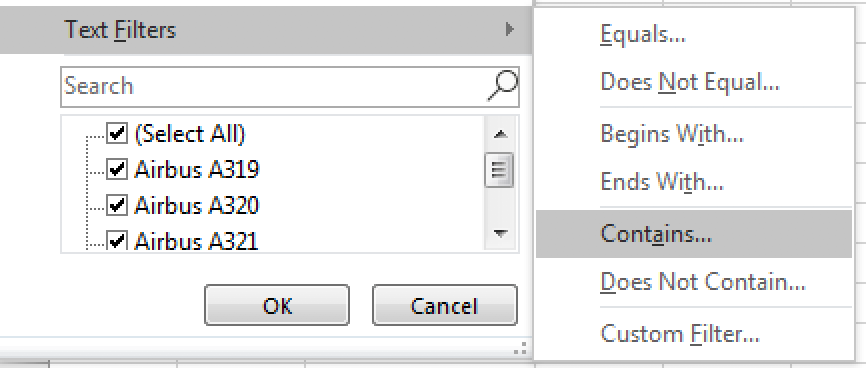 Text Filters
Search
(Select All)
Airbus A319
Airbus A320
Airbus A321
OK
Cancel
Equals...
Does Not Equal...
Begins With...
Ends With...
Contains...
Does Not Contain...
Custom Filter...